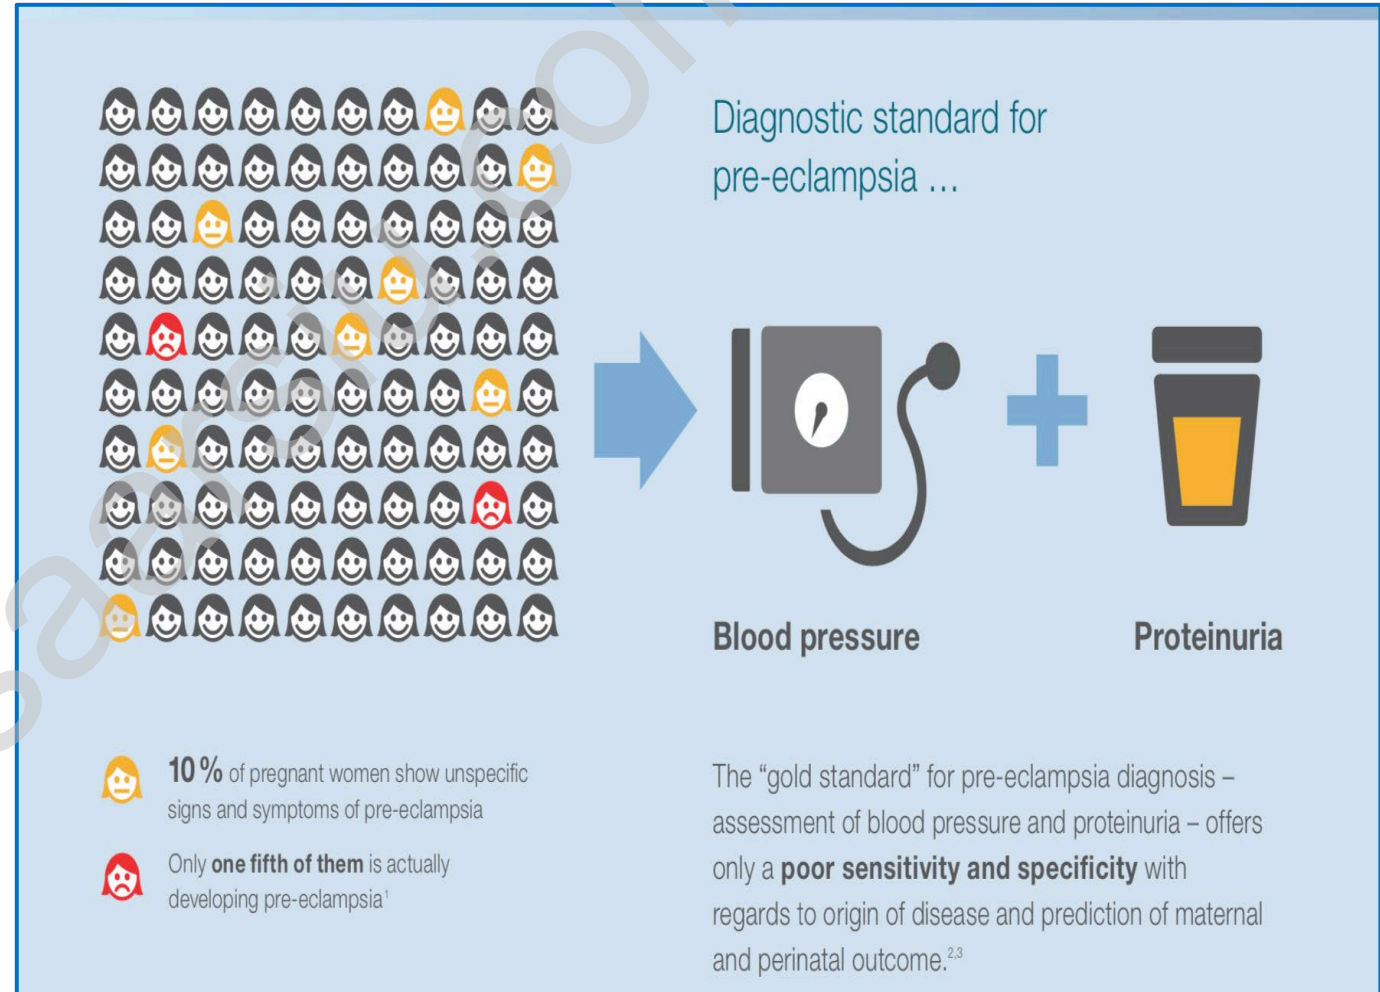 Diagnostic standard for
pre-eclampsia ...
Blood pressure
Proteinuria
10 % of pregnant women show unspecific
signs and symptoms of pre-eclampsia
Only one fifth of them is actually
developing pre-eclampsia¹
The “gold standard” for pre-eclampsia diagnosis –
assessment of blood pressure and proteinuria – offers
only a poor sensitivity and specificity with
regards to origin of disease and prediction of maternal
and perinatal outcome.²,³